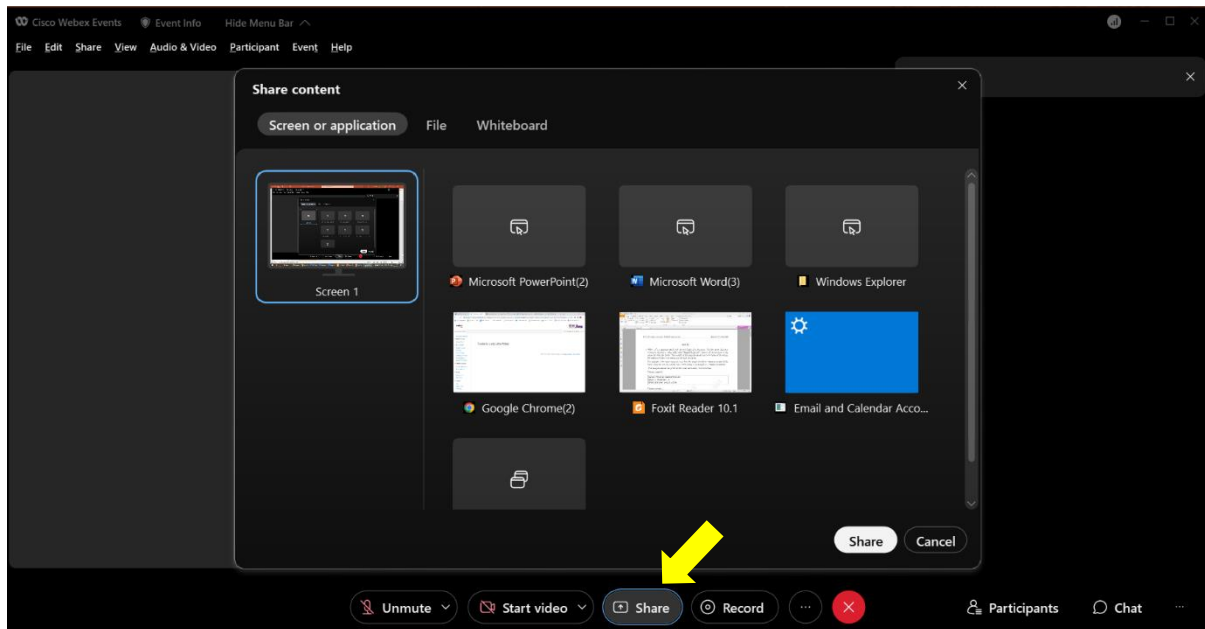 Cisco Webex Events Event Info Hide Menu Bar
File Edit Share View Audio & Video Participant Event Help
Share content
Screen or application File Whiteboard
Screen 1
Microsoft PowerPoint(2) Microsoft Word(3) Windows Explorer
Google Chrome(2) Foxit Reader 10.1 Email and Calendar Acco...
Share Cancel
Unmute Start video Share Record ... Participants Chat ...